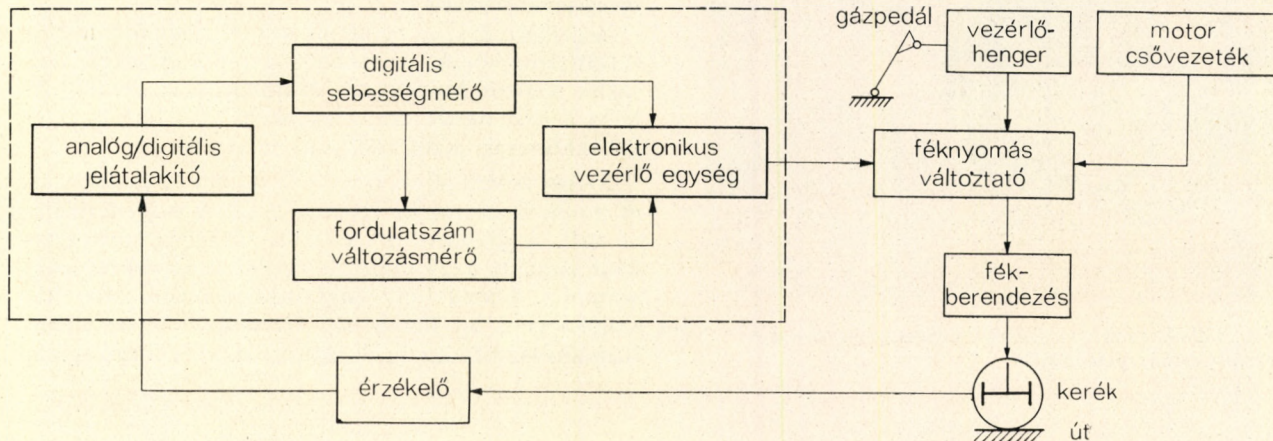 gázpedál
vezérlő-
henger
motor
csővezeték
digitális
sebességmérő
analóg/digitális
jelátalakító
elektronikus
vezérlő egység
féknyomás
változtató
fordulatszám
változásmérő
fék-
berendezés
érzékelő
kerék
út